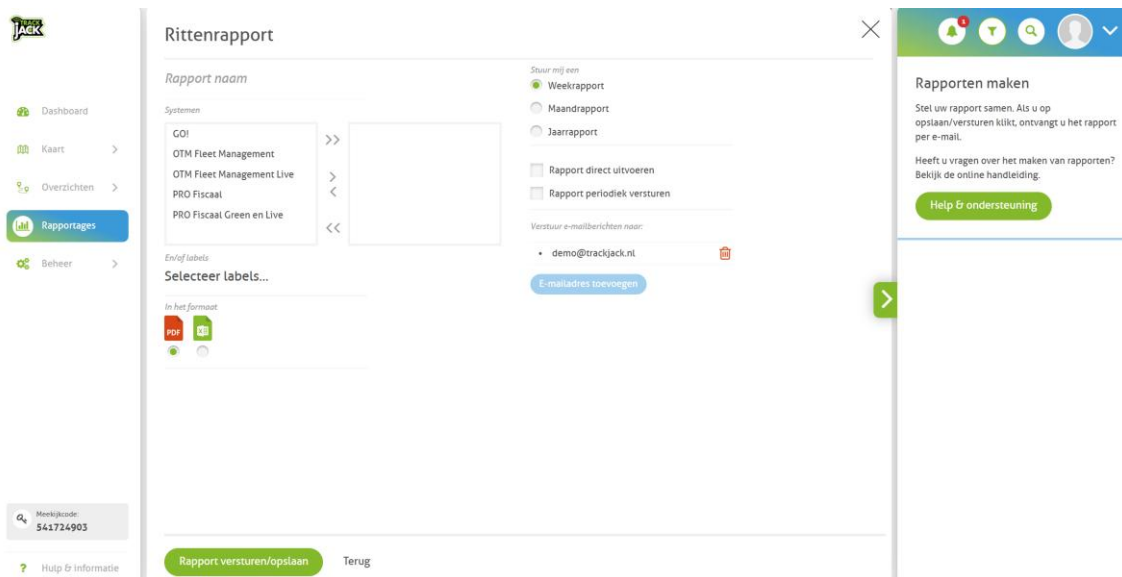 TRACK
JACK
Dashboard
Kaart
Overzichten
Rapportages
Beheer
Meekijkcode:
541724903
Hulp & informatie
Rittenrapport
Rapport naam
Systemen
GO!
OTM Fleet Management
OTM Fleet Management Live
PRO Fiscaal
PRO Fiscaal Green en Live
En/of labels
Selecteer labels...
In het formaat
PDF
Stuur mij een
Weekrapport
Maandrapport
Jaarrapport
Rapport direct uitvoeren
Rapport periodiek versturen
Verstuur e-mailberichten naar:
• demo@trackjack.nl
E-mailadres toevoegen
Rapport versturen/opslaan
Terug
Rapporten maken
Stel uw rapport samen. Als u op
opslaan/versturen klikt, ontvangt u het rapport
per e-mail.
Heeft u vragen over het maken van rapporten?
Bekijk de online handleiding.
Help & ondersteuning